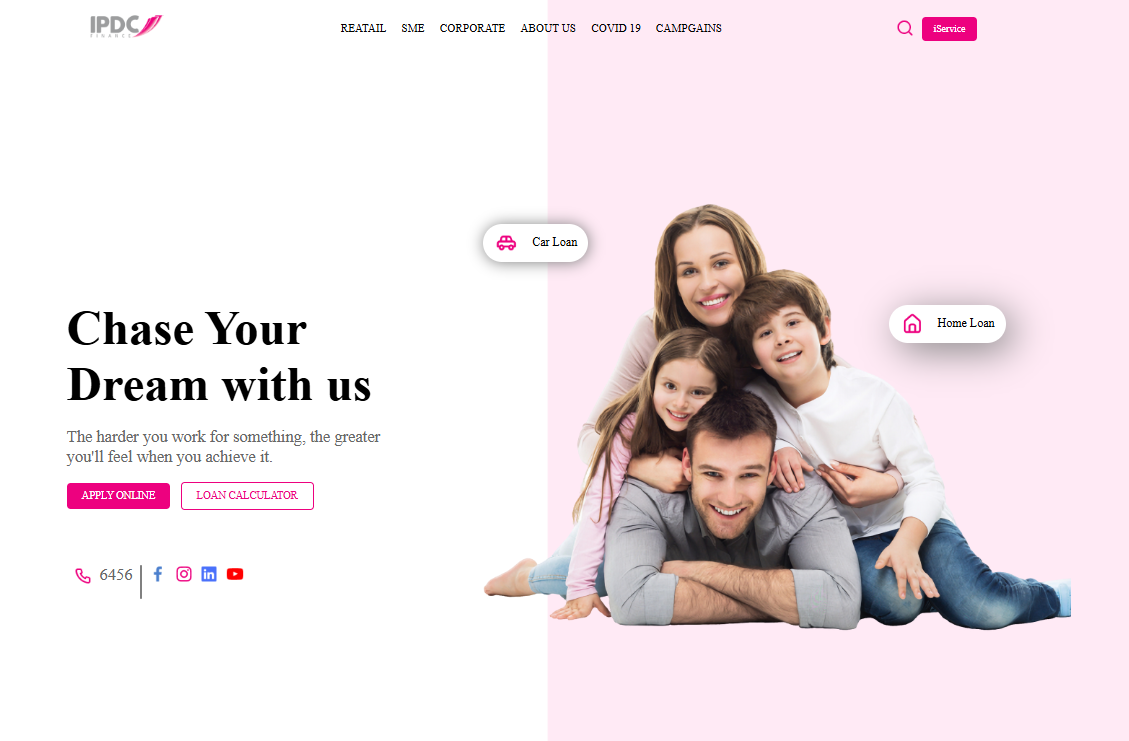 IPDC
FINANCE
REATAIL SME CORPORATE ABOUT US COVID 19 CAMPGAINS
iService
Car Loan
Home Loan
Chase Your
Dream with us
The harder you work for something, the greater
you'll feel when you achieve it.
APPLY ONLINE LOAN CALCULATOR
6456